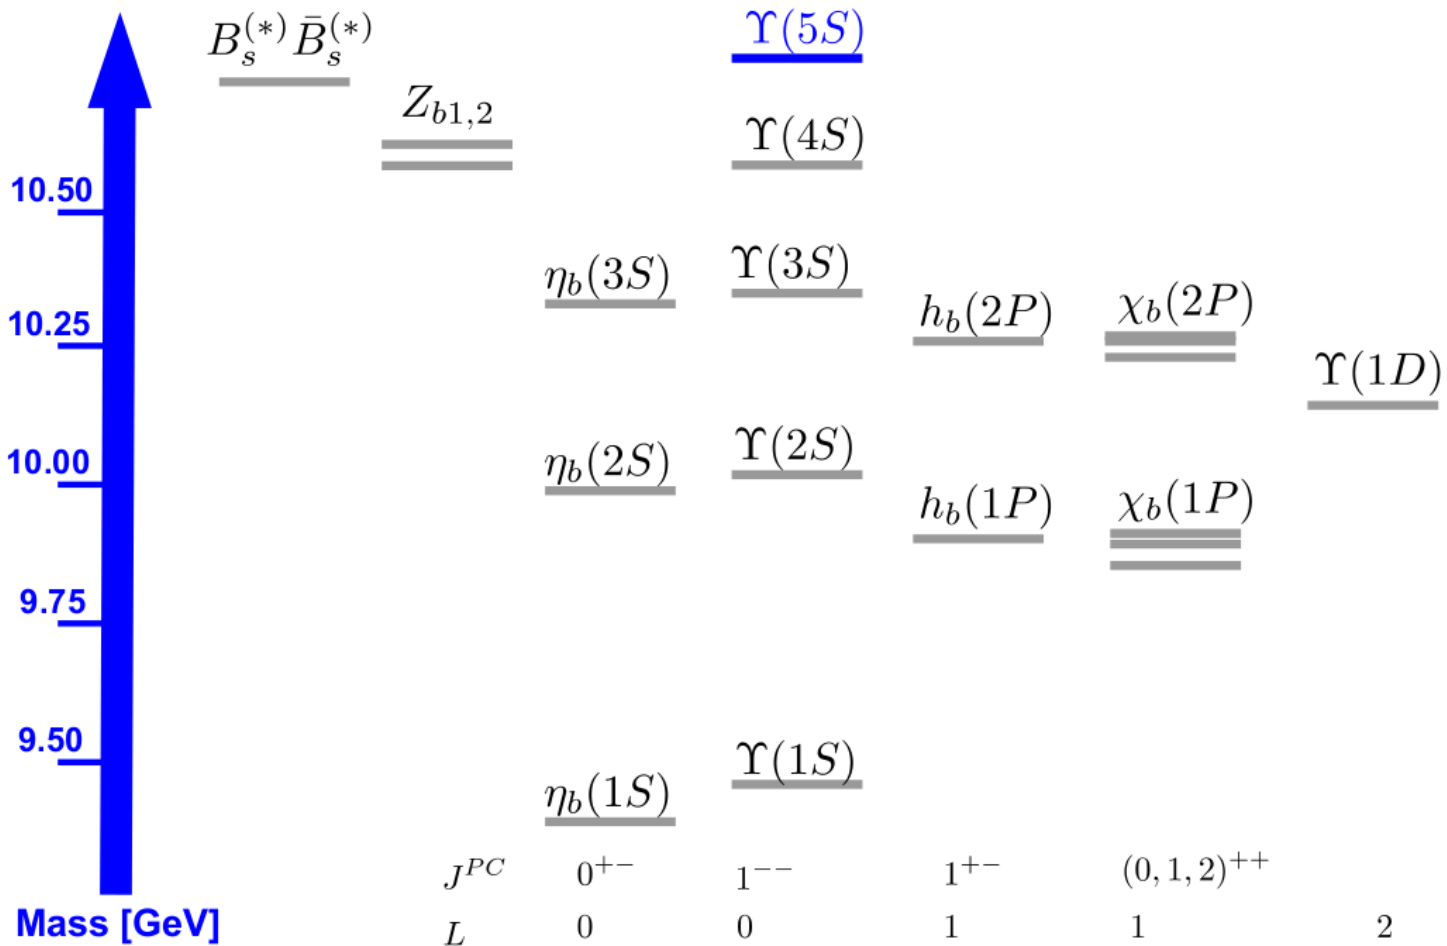 B_s^{(*)} B̄_s^{(*)}
Υ(5S)
Z_{b1,2}
Υ(4S)
10.50
η_b(3S)
Υ(3S)
h_b(2P)
χ_b(2P)
10.25
Υ(1D)
10.00
η_b(2S)
Υ(2S)
h_b(1P)
χ_b(1P)
9.75
9.50
η_b(1S)
Υ(1S)
J^{PC} 0^{+-} 1^{--} 1^{+-} (0, 1, 2)^{++}
Mass [GeV]
L 0 0 1 1 2